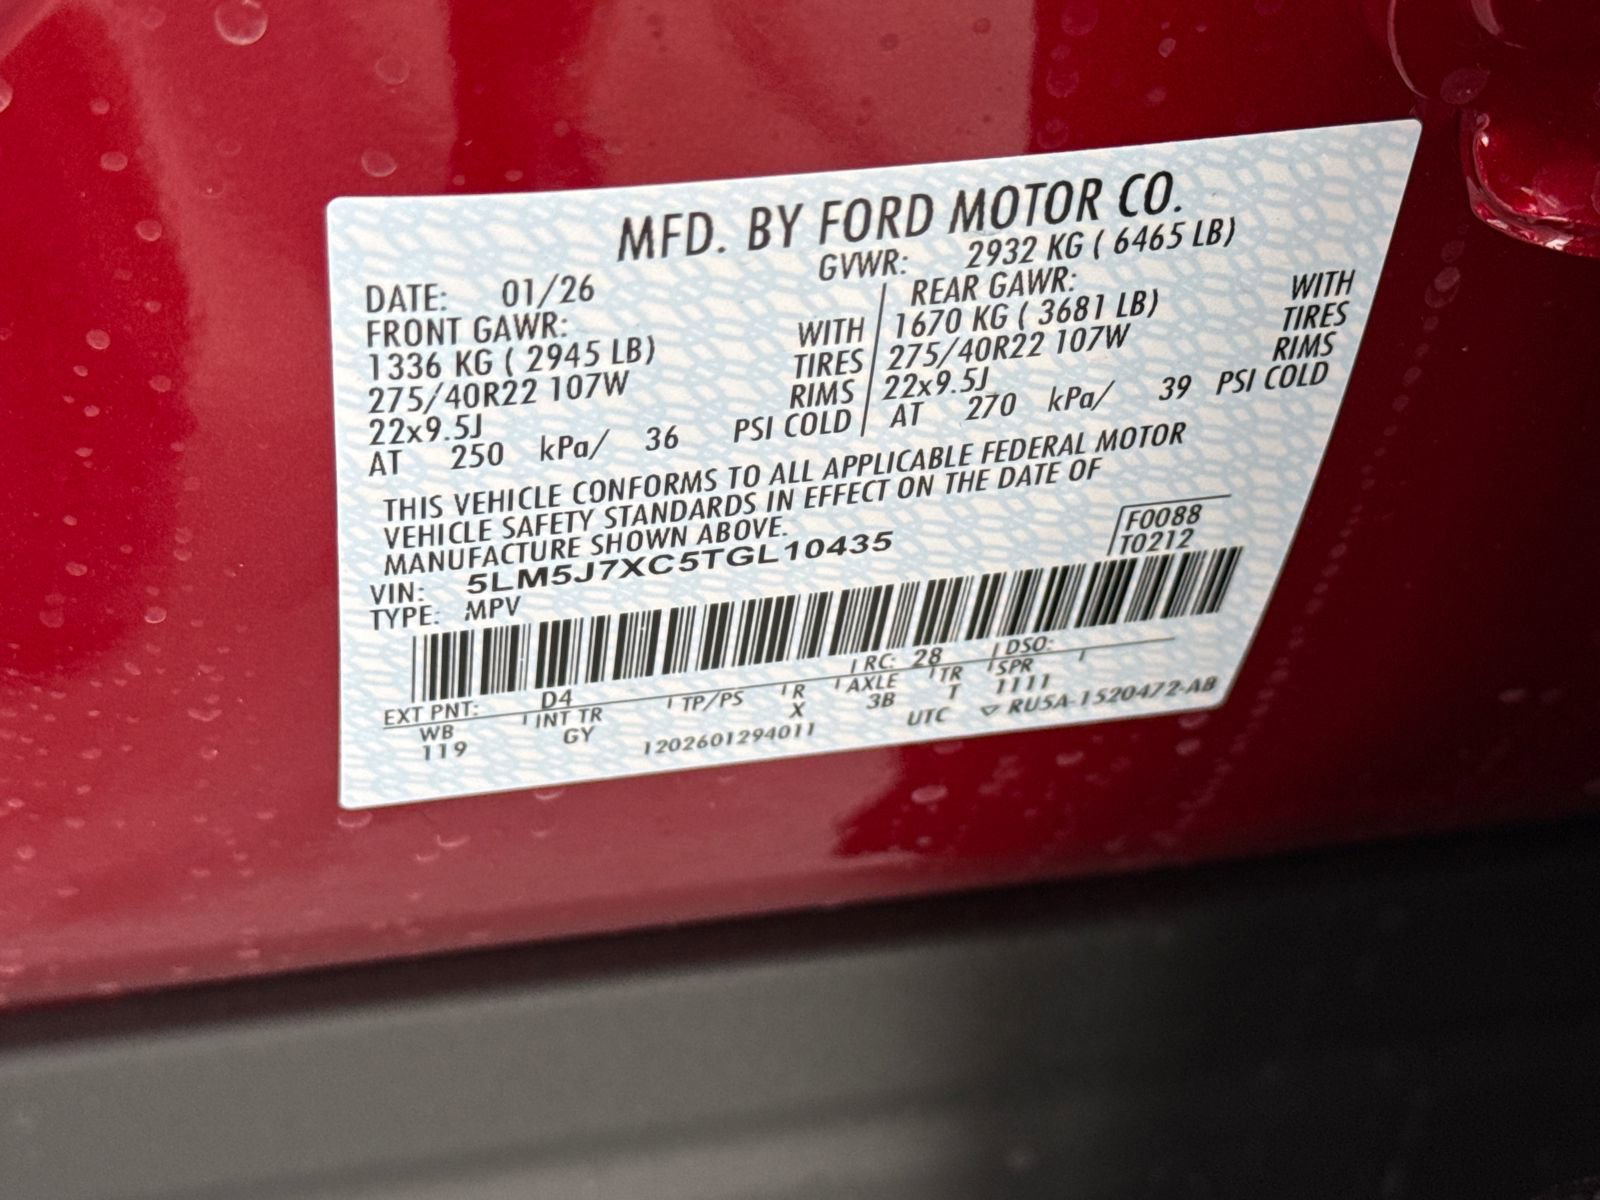 MFD. BY FORD MOTOR CO.
DATE: 01/26 GVWR: 2932 KG ( 6465 LB)
FRONT GAWR: REAR GAWR:
1336 KG ( 2945 LB) WITH 1670 KG ( 3681 LB) WITH
275/40R22 107W TIRES 275/40R22 107W TIRES
22x9.5J RIMS 22x9.5J RIMS
AT 250 kPa/ 36 PSI COLD AT 270 kPa/ 39 PSI COLD
THIS VEHICLE CONFORMS TO ALL APPLICABLE FEDERAL MOTOR
VEHICLE SAFETY STANDARDS IN EFFECT ON THE DATE OF
MANUFACTURE SHOWN ABOVE.
VIN: 5LM5J7XC5TGL10435 F0088
TYPE: MPV T0212
EXT PNT: D4 RC: 28 DSO:
WB INT TR TP/PS R AXLE TR SPR
119 GY X 3B T 1111
1202601294011 UTC ▽ RU5A-1520472-AB